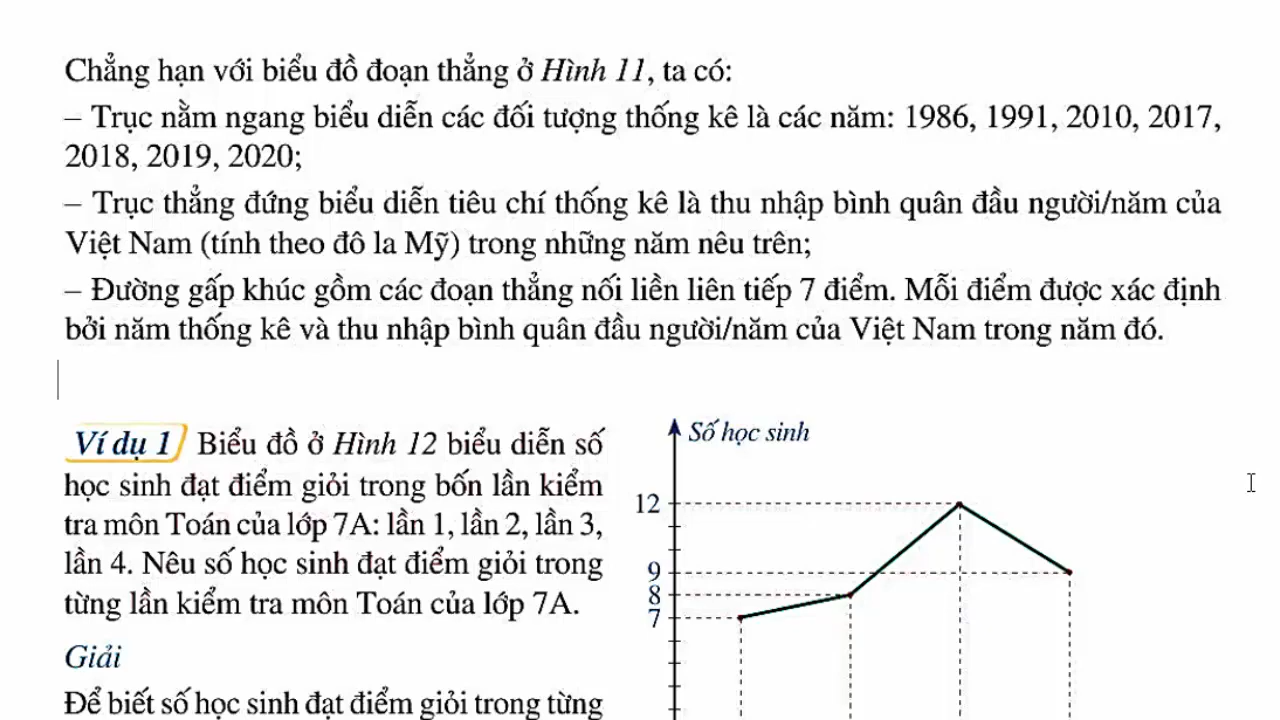 Chẳng hạn với biểu đồ đoạn thẳng ở Hình 11, ta có:
– Trục nằm ngang biểu diễn các đối tượng thống kê là các năm: 1986, 1991, 2010, 2017,
2018, 2019, 2020;
– Trục thẳng đứng biểu diễn tiêu chí thống kê là thu nhập bình quân đầu người/năm của
Việt Nam (tính theo đô la Mỹ) trong những năm nêu trên;
– Đường gấp khúc gồm các đoạn thẳng nối liền liên tiếp 7 điểm. Mỗi điểm được xác định
bởi năm thống kê và thu nhập bình quân đầu người/năm của Việt Nam trong năm đó.
Ví dụ 1 Biểu đồ ở Hình 12 biểu diễn số
học sinh đạt điểm giỏi trong bốn lần kiểm
tra môn Toán của lớp 7A: lần 1, lần 2, lần 3,
lần 4. Nêu số học sinh đạt điểm giỏi trong
từng lần kiểm tra môn Toán của lớp 7A.
Giải
Để biết số học sinh đạt điểm giỏi trong từng
Số học sinh
12
9
8
7